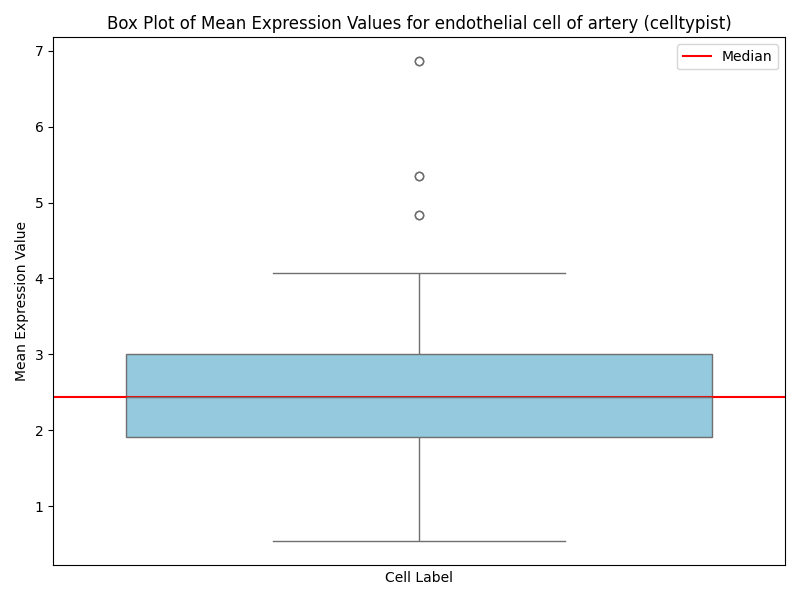 Box Plot of Mean Expression Values for endothelial cell of artery (celltypist)
Median
7
6
5
4
3
2
1
Mean Expression Value
Cell Label